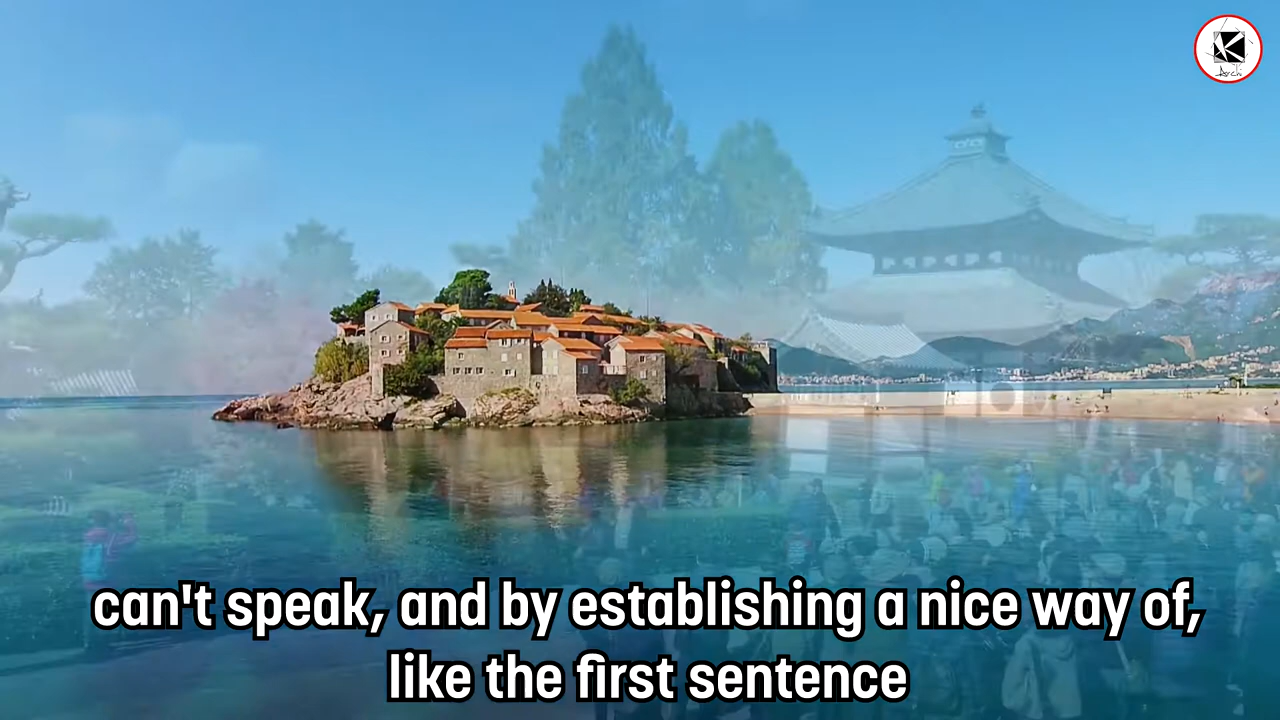 can't speak, and by establishing a nice way of,
like the first sentence